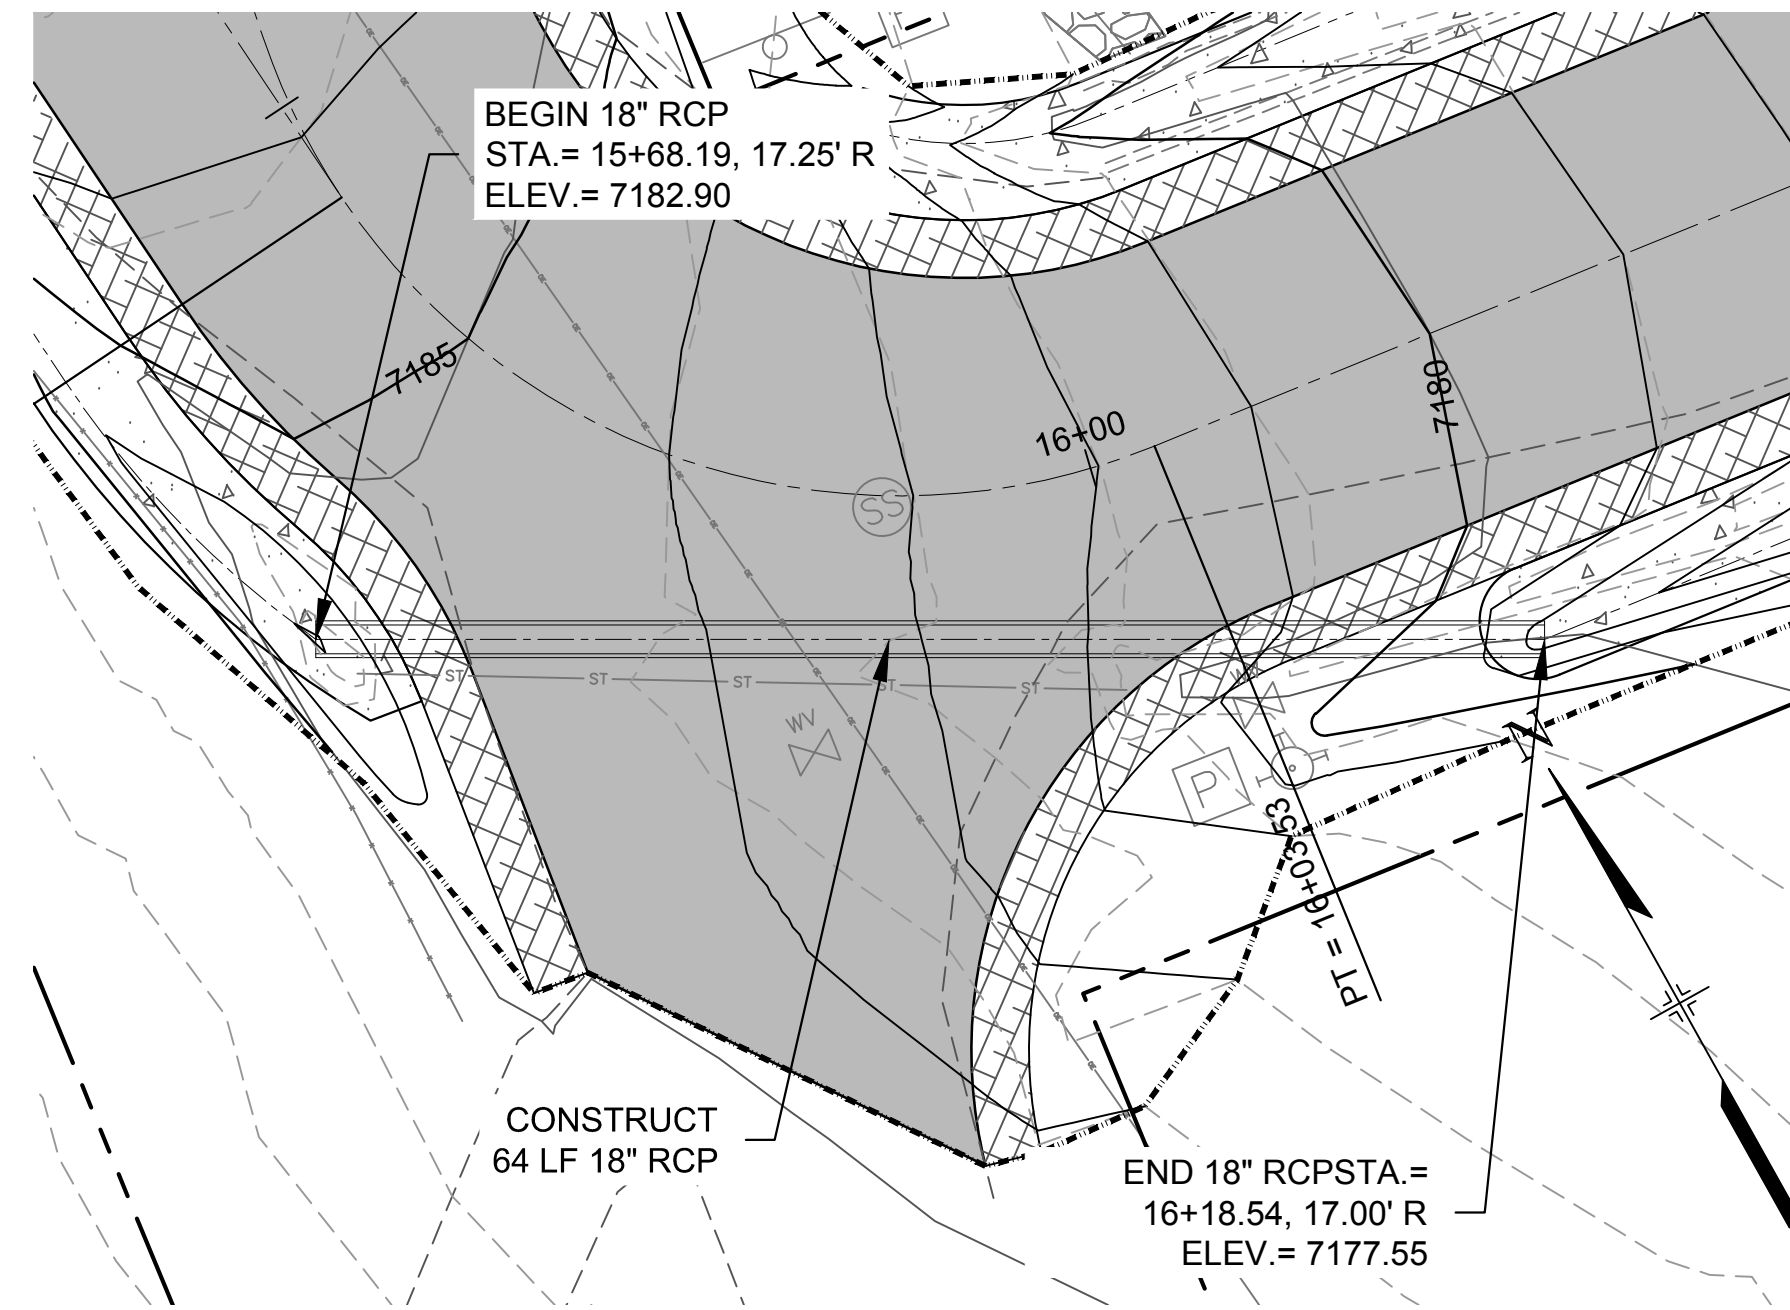 BEGIN 18" RCP
STA.= 15+68.19, 17.25' R
ELEV.= 7182.90
7185
16+00
7180
SS
ST
ST
ST
ST
ST
WV
WV
P
N
PT = 16+03.53
CONSTRUCT
64 LF 18" RCP
END 18" RCPSTA.=
16+18.54, 17.00' R
ELEV.= 7177.55